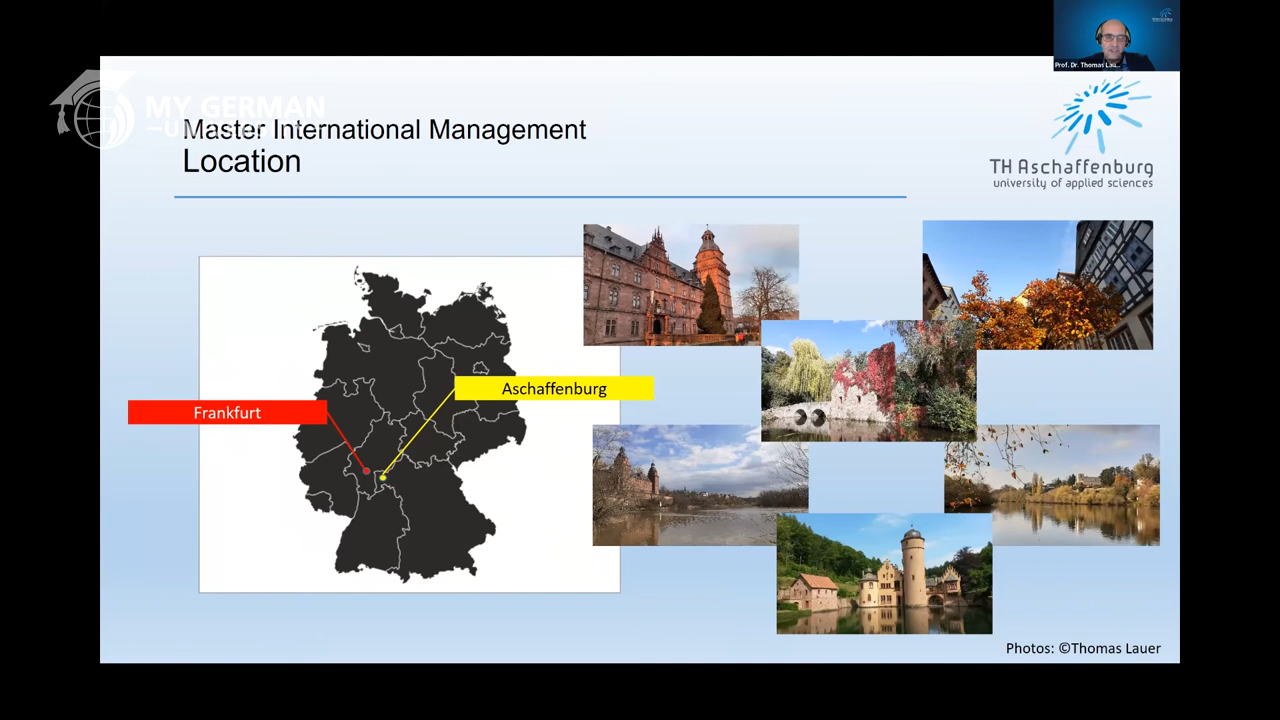 Prof. Dr. Thomas Lau...
MY GERMAN
Master International Management
Location
TH Aschaffenburg
university of applied sciences
Aschaffenburg
Frankfurt
Photos: ©Thomas Lauer